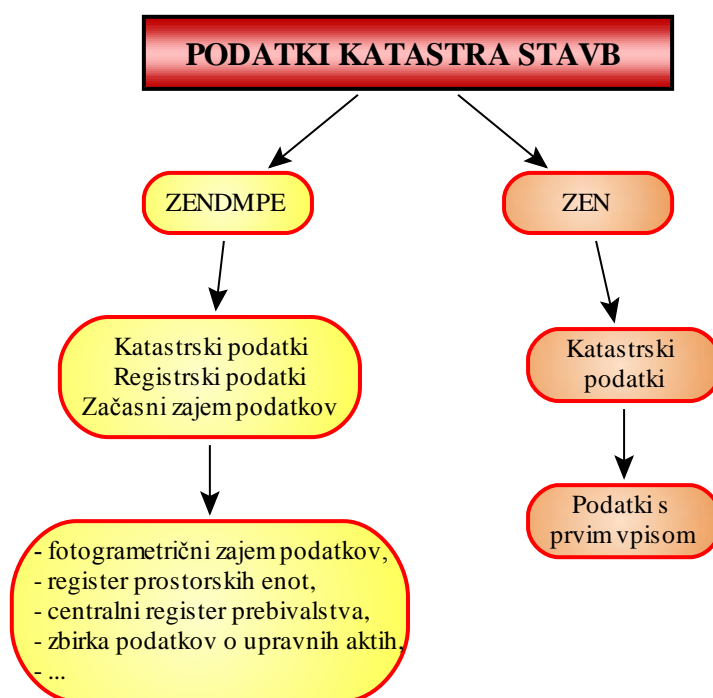 PODATKI KATASTRA STAVB
ZENDMPE
ZEN
Katastrski podatki
Registrski podatki
Začasni zajem podatkov
Katastrski
podatki
- fotogrametrični zajem podatkov,
- register prostorskih enot,
- centralni register prebivalstva,
- zbirka podatkov o upravnih aktih,
- ...
Podatki s
prvim vpisom